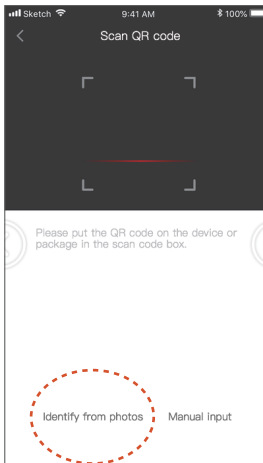 Sketch 9:41 AM 100%
Scan QR code
Please put the QR code on the device or
package in the scan code box.
Identify from photos Manual input